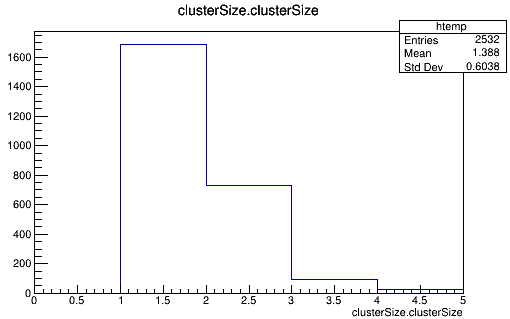 clusterSize.clusterSize
htemp
Entries 2532
Mean 1.388
Std Dev 0.6038
1600
1400
1200
1000
800
600
400
200
0
0 0.5 1 1.5 2 2.5 3 3.5 4 4.5 5
clusterSize.clusterSize